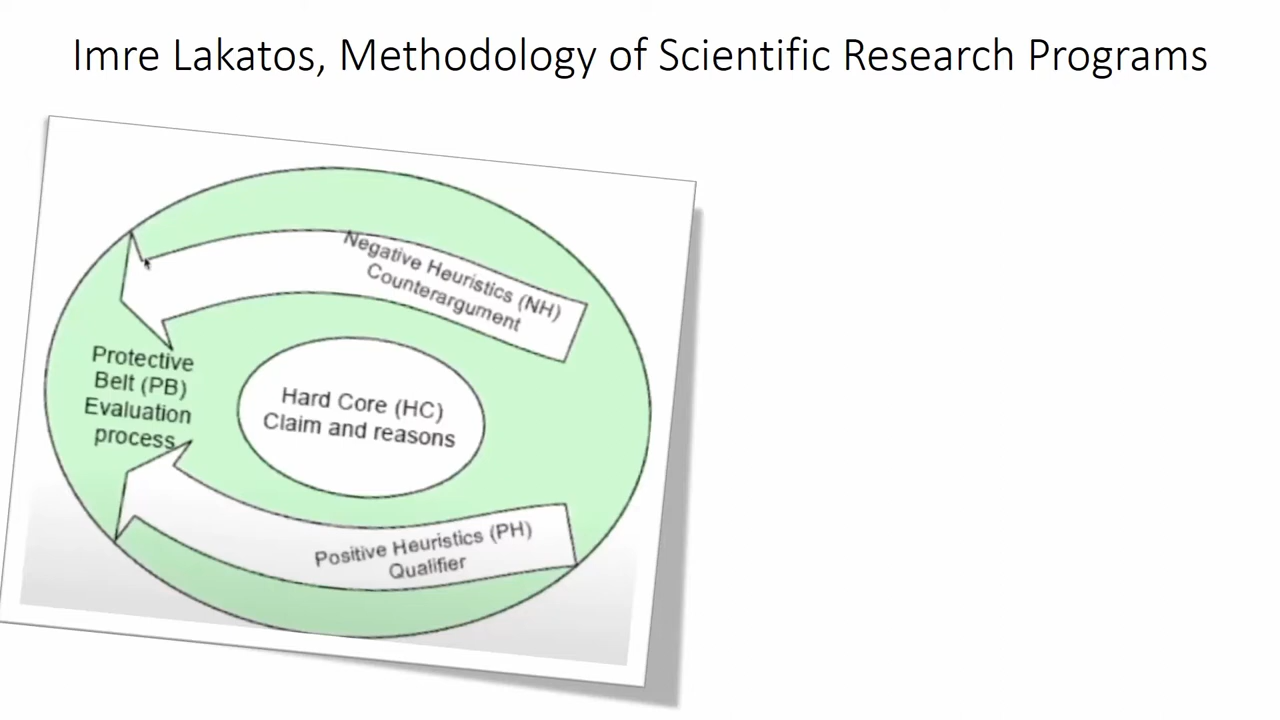 Imre Lakatos, Methodology of Scientific Research Programs
Negative Heuristics (NH)
Counterargument
Protective
Belt (PB)
Evaluation
process
Hard Core (HC)
Claim and reasons
Positive Heuristics (PH)
Qualifier